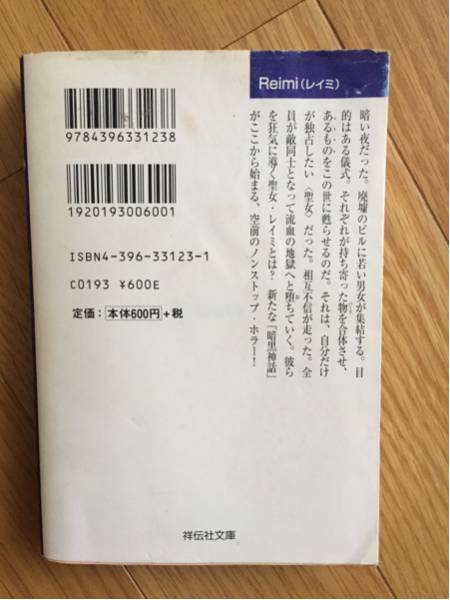 Reimi(レイミ)
暗い夜だった。廃墟のビルに若い男女が集結する。目
的はある儀式。それぞれが持ち寄った物を合体させ、
あるものをこの世に甦らせるのだ。それは、自分だけ
が独占したい〈聖女〉だった。相互不信が走った。全
員が敵同士となって流血の地獄へと堕ちていく。彼ら
を狂気に導く聖女・レイミとは？ 新たな『暗黒神話』
がここから始まる、空前のノンストップ・ホラー！
9784396331238
1920193006001
ISBN4-396-33123-1
C0193 ¥600E
定価：本体600円＋税
祥伝社文庫